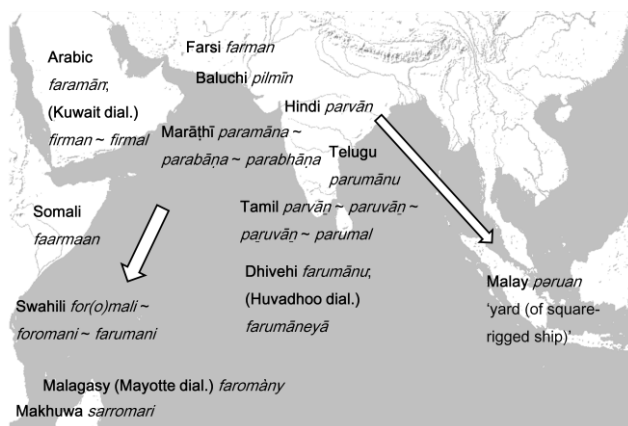 Arabic
faramān;
(Kuwait dial.)
firman ~ firmal
Farsi farman
Baluchi pilmīn
Hindi parvān
Marāṭhī paramāna ~
parabāṇa ~ parabhāṇa
Telugu
parumānu
Somali
faarmaan
Tamil parvāṉ ~ paruvāṉ ~
paṟuvāṉ ~ parumal
Dhivehi farumānu;
(Huvadhoo dial.)
farumāneyā
Malay pəruan
‘yard (of square-
rigged ship)’
Swahili for(o)mali ~
foromani ~ farumani
Malagasy (Mayotte dial.) faromàny
Makhuwa sarromari